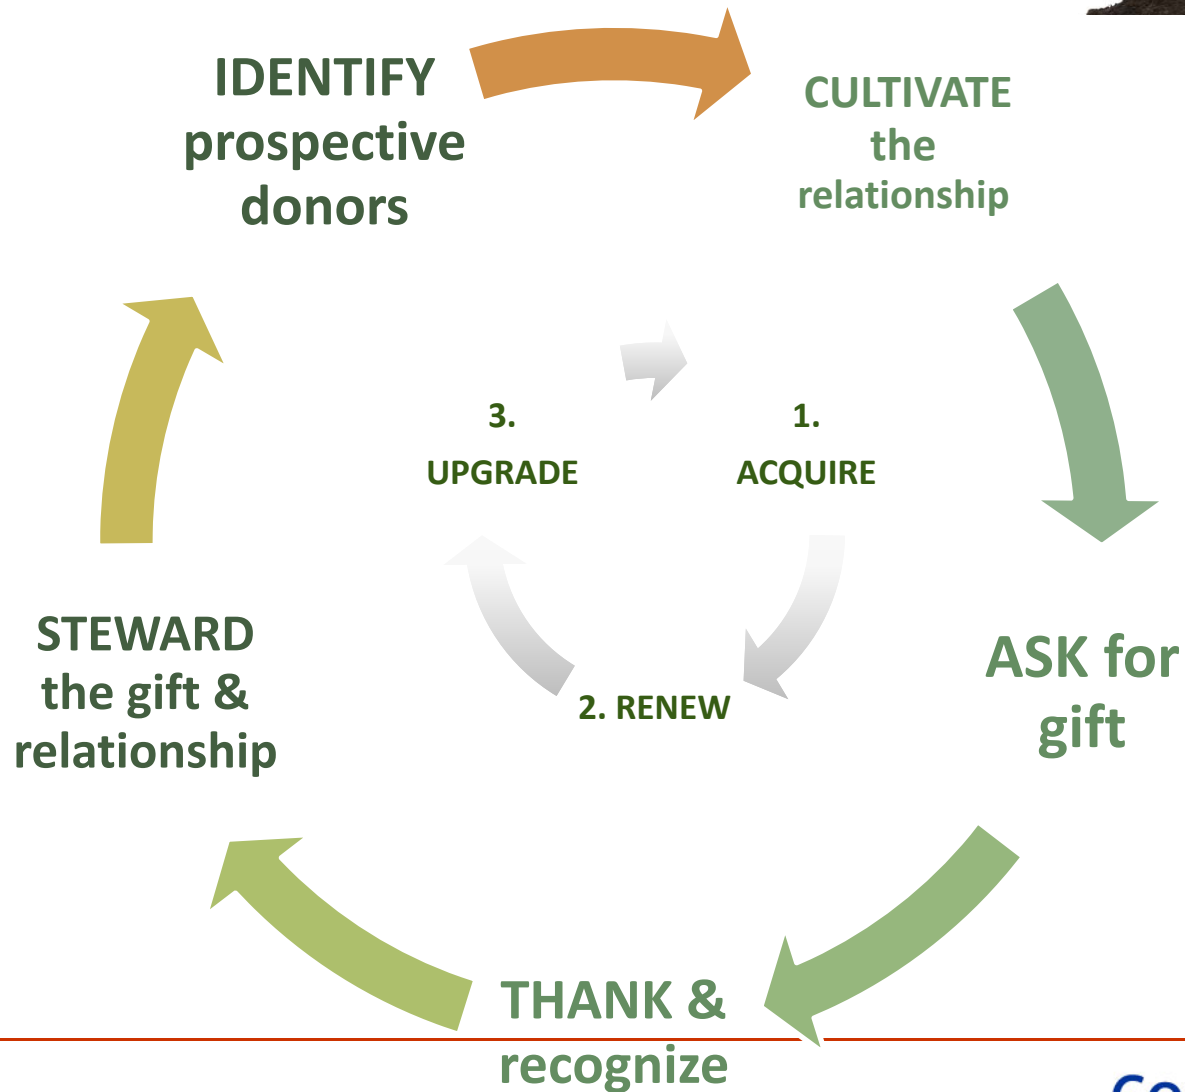 IDENTIFY
prospective
donors
CULTIVATE
the
relationship
3.
UPGRADE
1.
ACQUIRE
2. RENEW
STEWARD
the gift &
relationship
ASK for
gift
THANK &
recognize